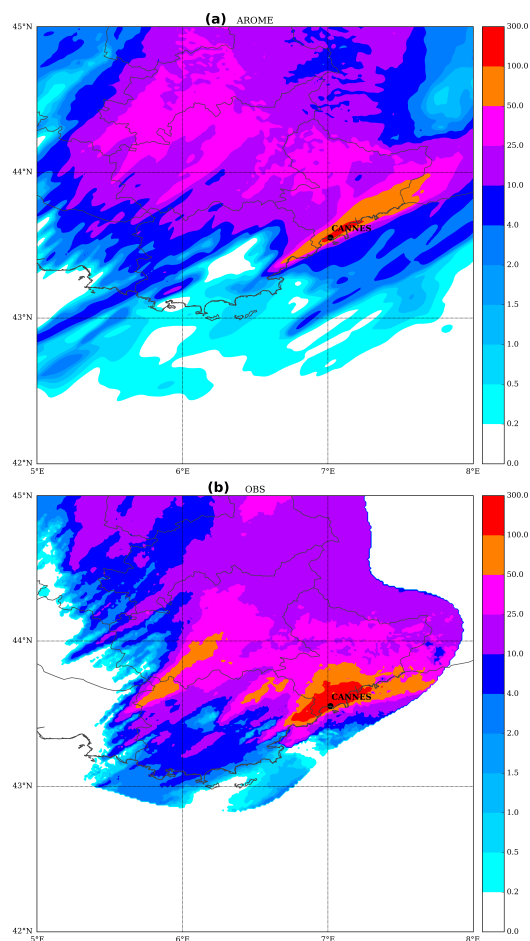 (a) AROME
45°N
44°N
43°N
42°N
5°E
6°E
7°E
8°E
CANNES
300.0
100.0
50.0
25.0
10.0
4.0
2.0
1.5
1.0
0.5
0.2
0.0
(b) OBS
45°N
44°N
43°N
42°N
5°E
6°E
7°E
8°E
CANNES
300.0
100.0
50.0
25.0
10.0
4.0
2.0
1.5
1.0
0.5
0.2
0.0